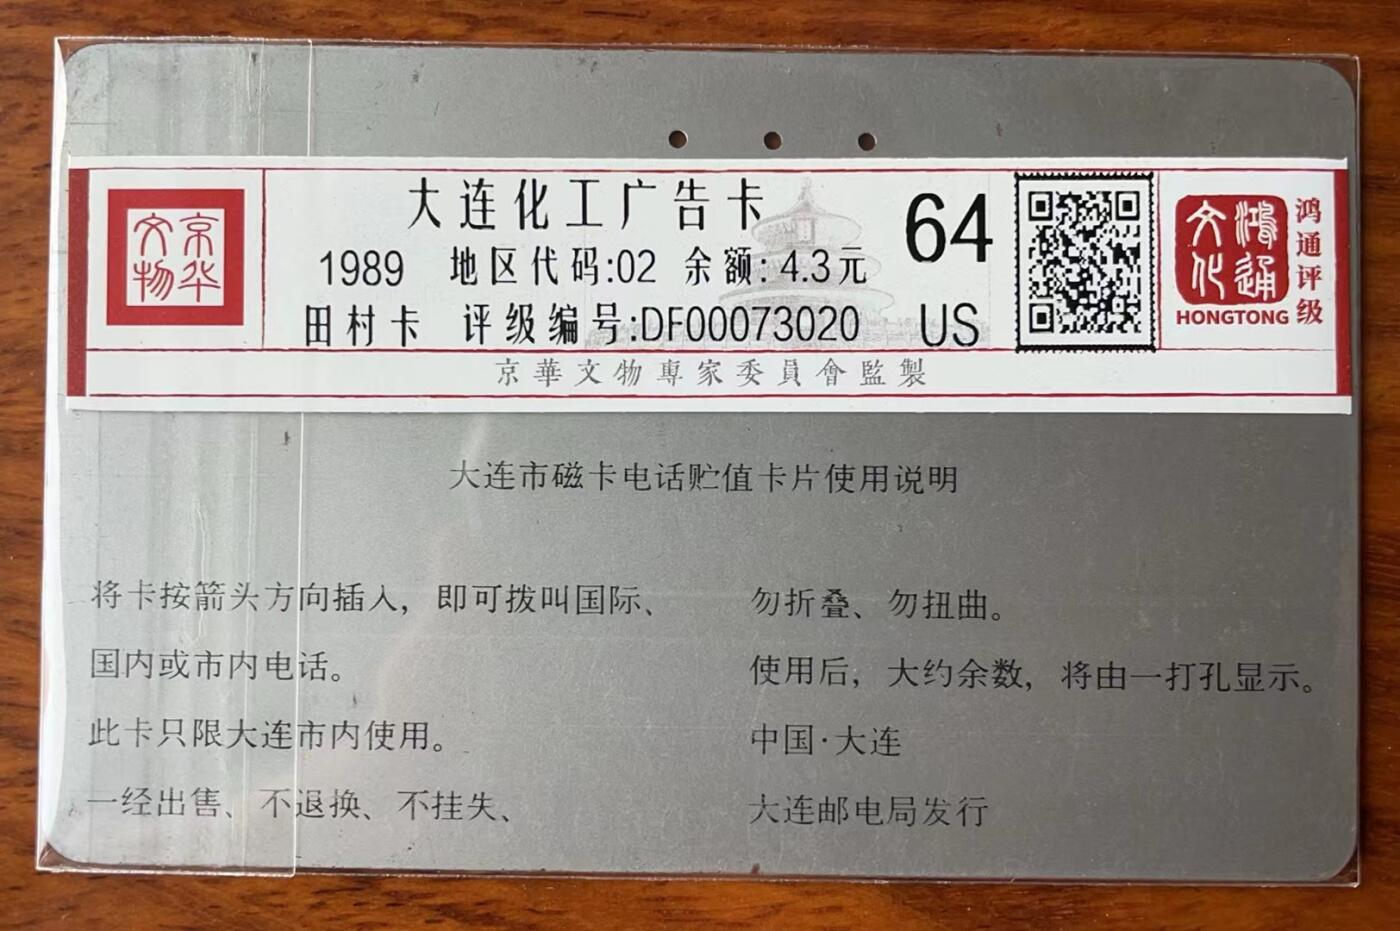 京华
文物
大连化工广告卡
1989 地区代码:02 余额: 4.3元
田村卡 评级编号:DF00073020
64
US
鸿通
文化
HONGTONG
鸿通评级
京華文物專家委員會監製
大连市磁卡电话贮值卡片使用说明
将卡按箭头方向插入，即可拨叫国际、
国内或市内电话。
此卡只限大连市内使用。
一经出售、不退换、不挂失、
勿折叠、勿扭曲。
使用后，大约余数，将由一打孔显示。
中国·大连
大连邮电局发行